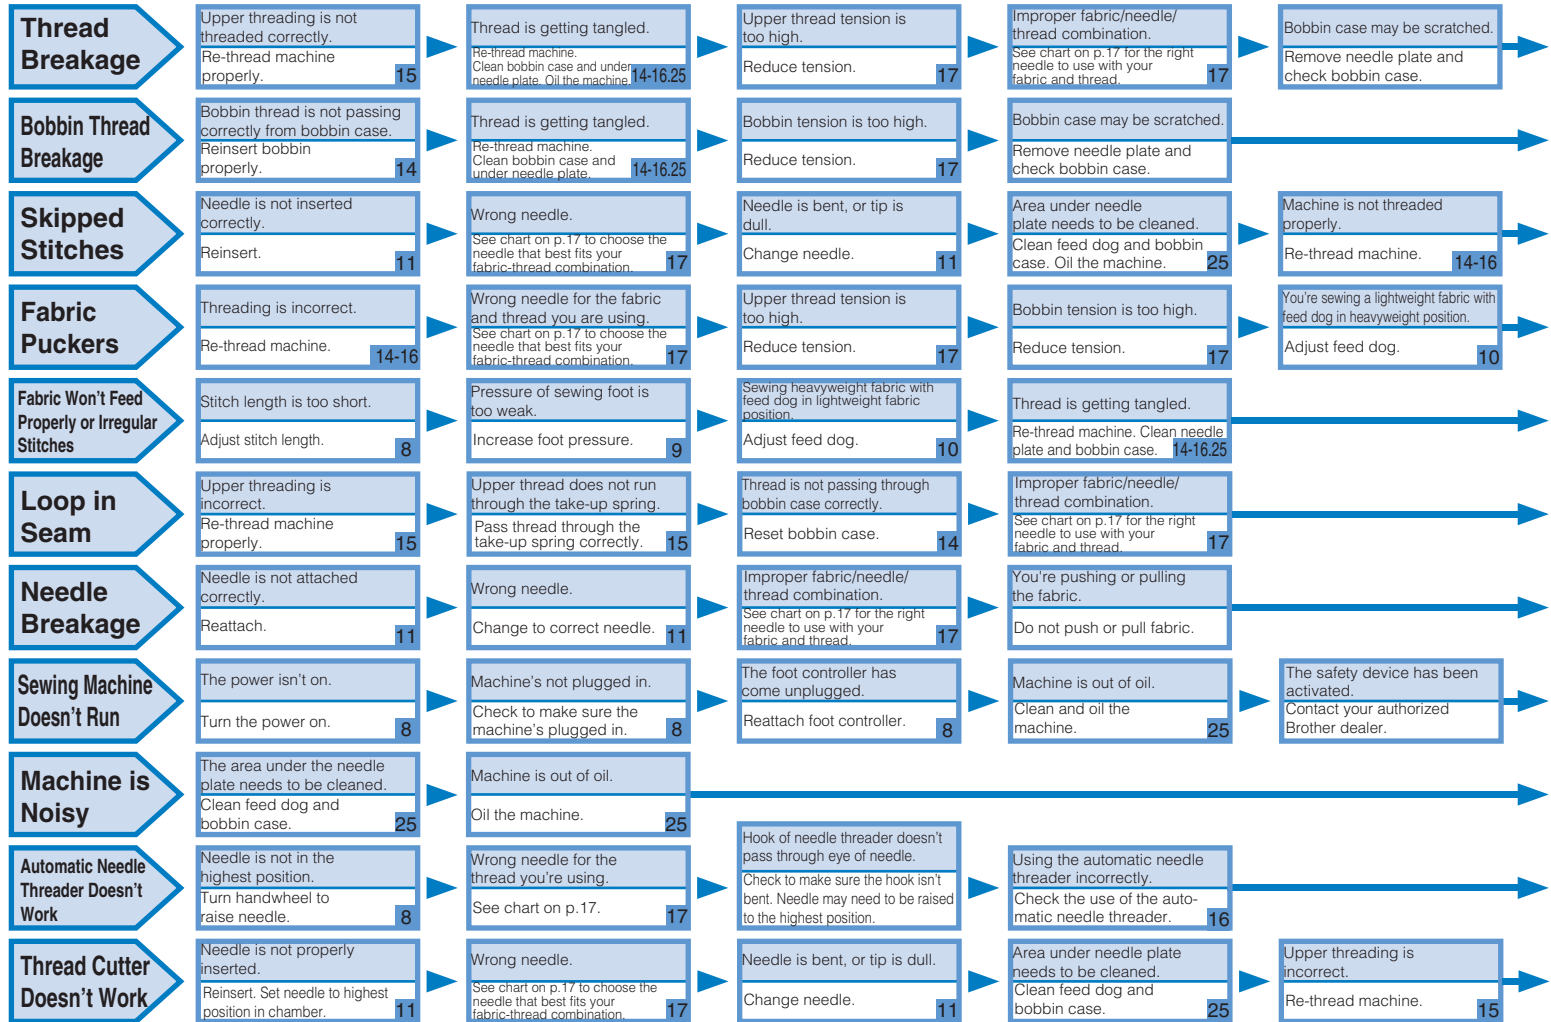 Thread
Breakage
Upper threading is not
threaded correctly.
Re-thread machine
properly.
15
Thread is getting tangled.
Re-thread machine.
Clean bobbin case and under
needle plate. Oil the machine.
14-16.25
Upper thread tension is
too high.
Reduce tension.
17
Improper fabric/needle/
thread combination.
See chart on p.17 for the right
needle to use with your
fabric and thread.
17
Bobbin case may be scratched.
Remove needle plate and
check bobbin case.
Bobbin Thread
Breakage
Bobbin thread is not passing
correctly from bobbin case.
Reinsert bobbin
properly.
14
Thread is getting tangled.
Re-thread machine.
Clean bobbin case and
under needle plate.
14-16.25
Bobbin tension is too high.
Reduce tension.
17
Bobbin case may be scratched.
Remove needle plate and
check bobbin case.
Skipped
Stitches
Needle is not inserted
correctly.
Reinsert.
11
Wrong needle.
See chart on p.17 to choose the
needle that best fits your
fabric-thread combination.
17
Needle is bent, or tip is
dull.
Change needle.
11
Area under needle
plate needs to be cleaned.
Clean feed dog and bobbin
case. Oil the machine.
25
Machine is not threaded
properly.
Re-thread machine.
14-16
Fabric
Puckers
Threading is incorrect.
Re-thread machine.
14-16
Wrong needle for the fabric
and thread you are using.
See chart on p.17 to choose the
needle that best fits your
fabric-thread combination.
17
Upper thread tension is
too high.
Reduce tension.
17
Bobbin tension is too high.
Reduce tension.
17
You're sewing a lightweight fabric with
feed dog in heavyweight position.
Adjust feed dog.
10
Fabric Won't Feed
Properly or Irregular
Stitches
Stitch length is too short.
Adjust stitch length.
8
Pressure of sewing foot is
too weak.
Increase foot pressure.
9
Sewing heavyweight fabric with
feed dog in lightweight fabric
position.
Adjust feed dog.
10
Thread is getting tangled.
Re-thread machine. Clean needle
plate and bobbin case.
14-16.25
Loop in
Seam
Upper threading is
incorrect.
Re-thread machine
properly.
15
Upper thread does not run
through the take-up spring.
Pass thread through the
take-up spring correctly.
15
Thread is not passing through
bobbin case correctly.
Reset bobbin case.
14
Improper fabric/needle/
thread combination.
See chart on p.17 for the right
needle to use with your
fabric and thread.
17
Needle
Breakage
Needle is not attached
correctly.
Reattach.
11
Wrong needle.
Change to correct needle.
11
Improper fabric/needle/
thread combination.
See chart on p.17 for the right
needle to use with your
fabric and thread.
17
You're pushing or pulling
the fabric.
Do not push or pull fabric.
Sewing Machine
Doesn't Run
The power isn't on.
Turn the power on.
8
Machine's not plugged in.
Check to make sure the
machine's plugged in.
8
The foot controller has
come unplugged.
Reattach foot controller.
8
Machine is out of oil.
Clean and oil the
machine.
25
The safety device has been
activated.
Contact your authorized
Brother dealer.
Machine is
Noisy
The area under the needle
plate needs to be cleaned.
Clean feed dog and
bobbin case.
25
Machine is out of oil.
Oil the machine.
25
Automatic Needle
Threader Doesn't
Work
Needle is not in the
highest position.
Turn handwheel to
raise needle.
8
Wrong needle for the
thread you're using.
See chart on p.17.
17
Hook of needle threader doesn't
pass through eye of needle.
Check to make sure the hook isn't
bent. Needle may need to be raised
to the highest position.
Using the automatic needle
threader incorrectly.
Check the use of the auto-
matic needle threader.
16
Thread Cutter
Doesn't Work
Needle is not properly
inserted.
Reinsert. Set needle to highest
position in chamber.
11
Wrong needle.
See chart on p.17 to choose the
needle that best fits your
fabric-thread combination.
17
Needle is bent, or tip is dull.
Change needle.
11
Area under needle plate
needs to be cleaned.
Clean feed dog and
bobbin case.
25
Upper threading is
incorrect.
Re-thread machine.
15